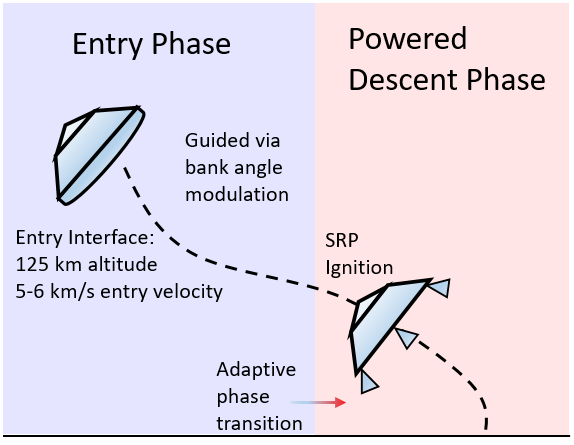 Entry Phase
Powered
Descent Phase
Guided via
bank angle
modulation
Entry Interface:
125 km altitude
5-6 km/s entry velocity
SRP
Ignition
Adaptive
phase
transition